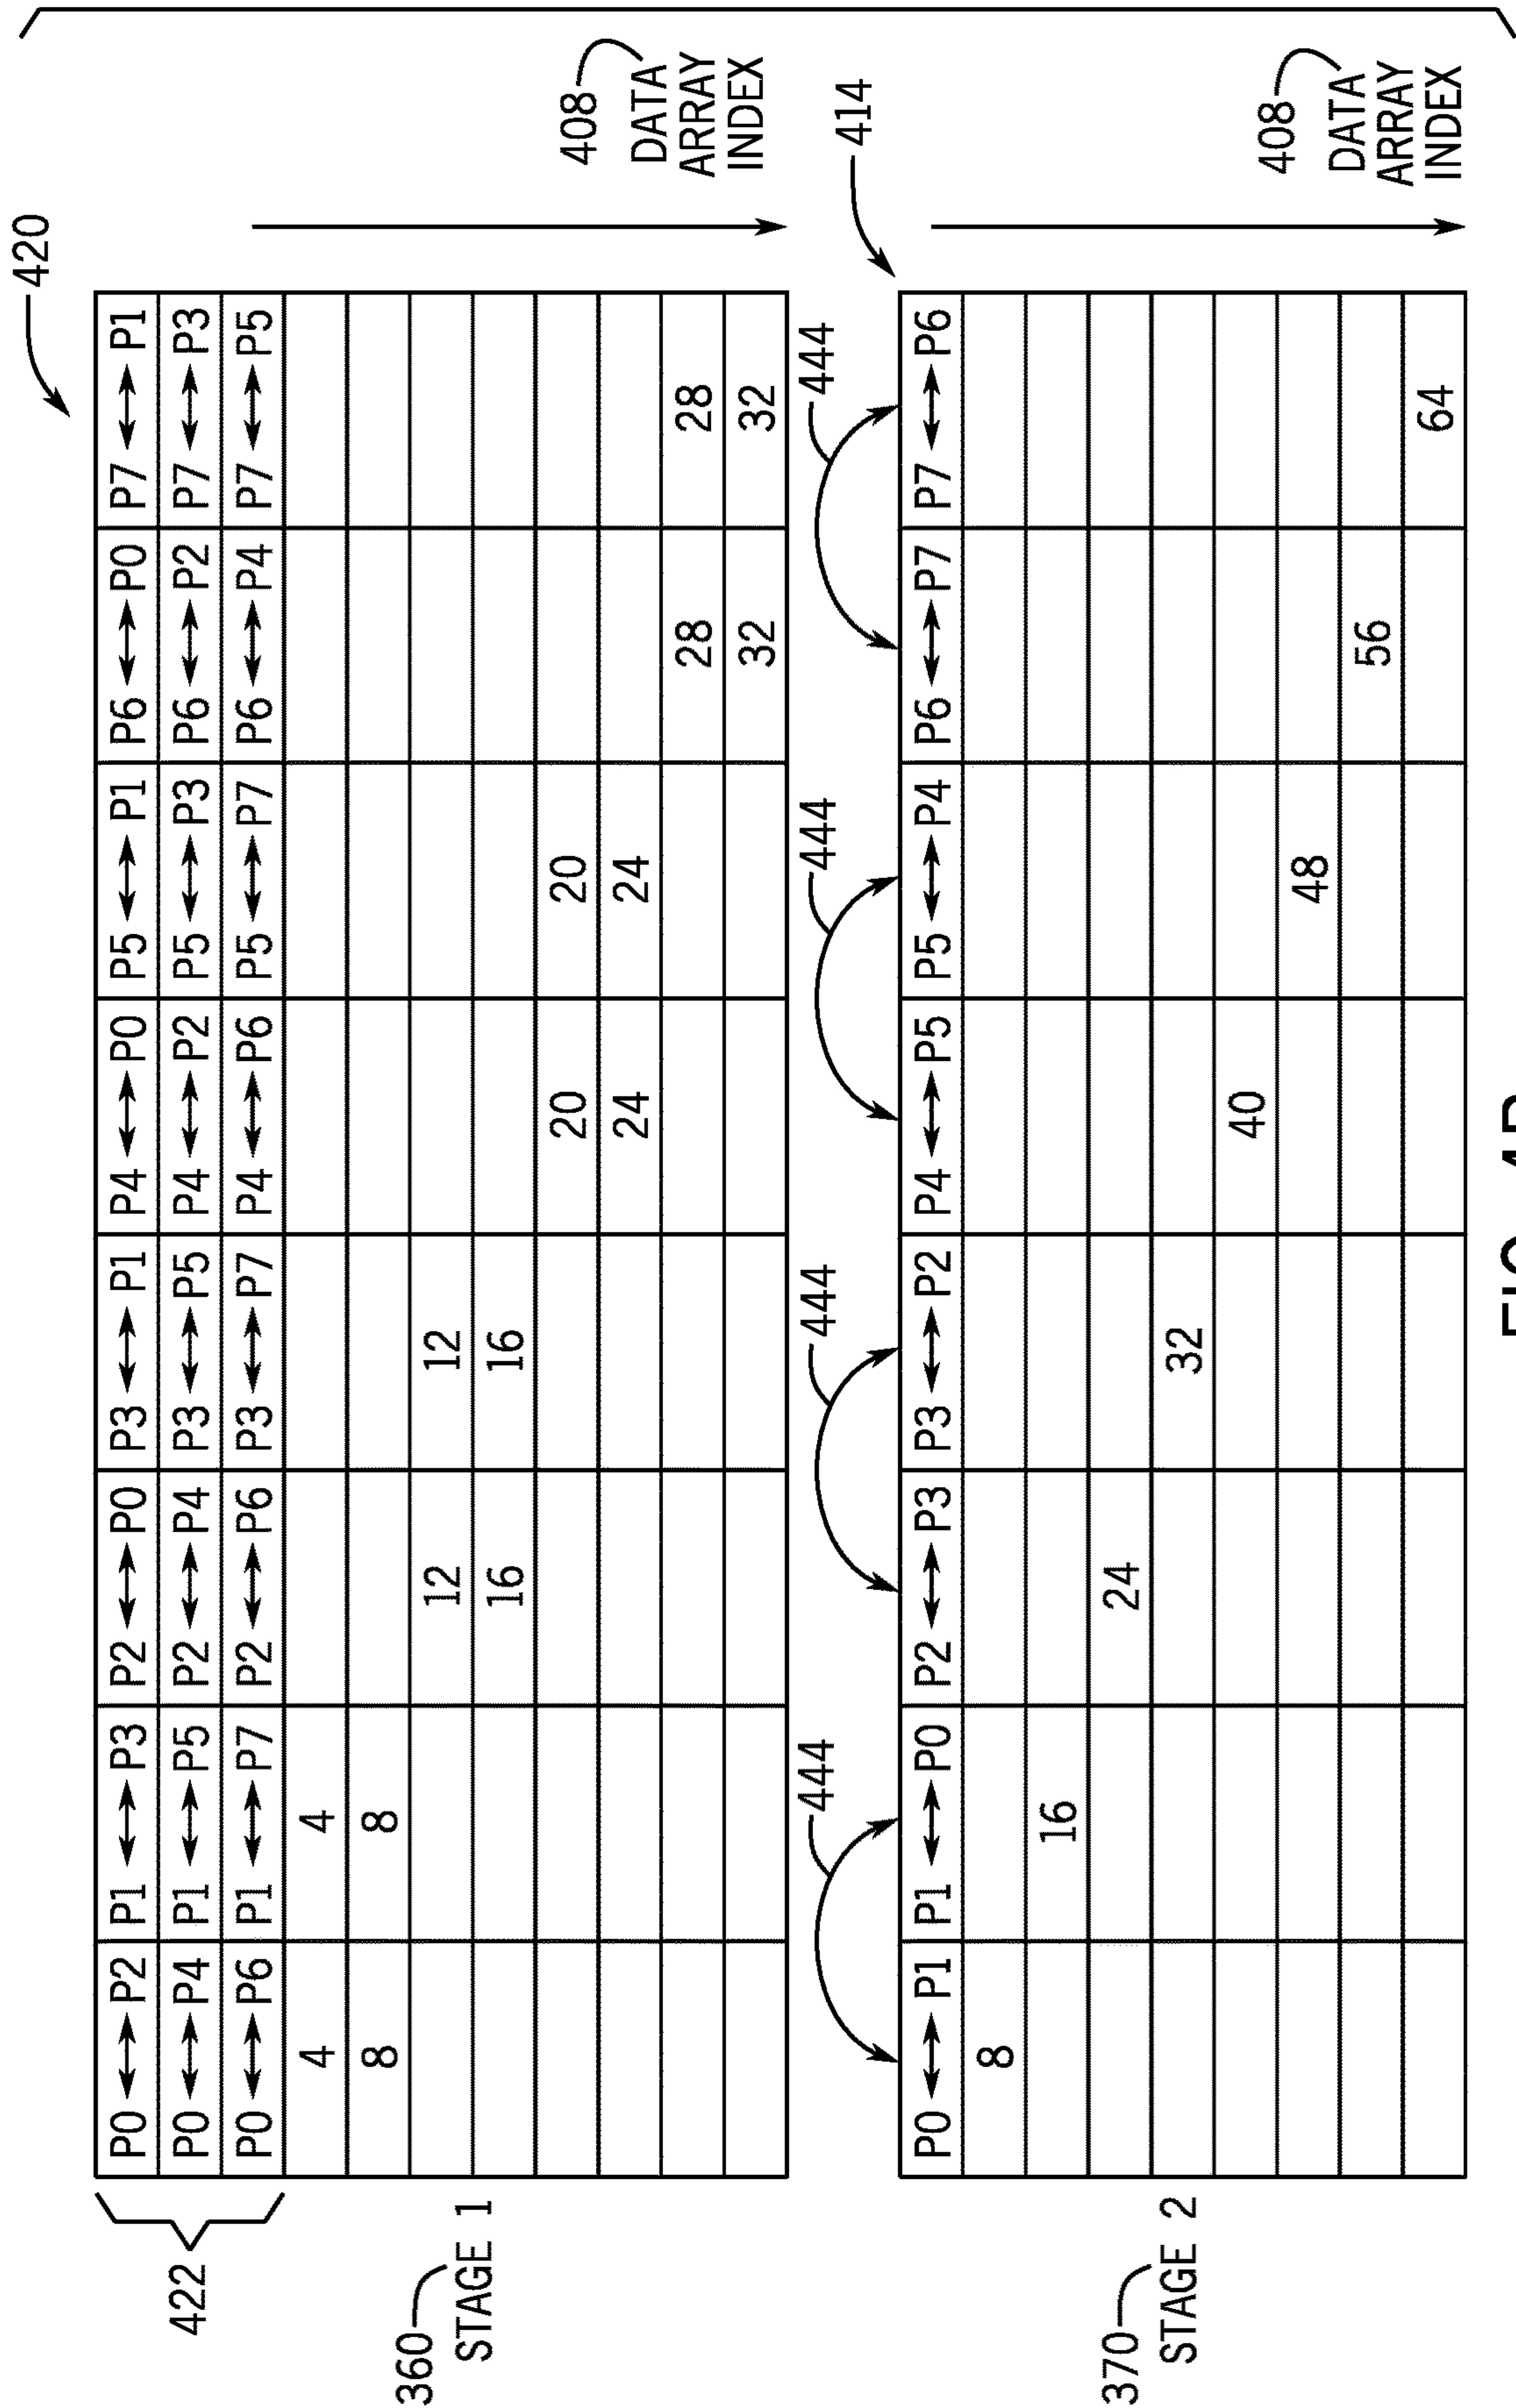 420
P0 P2 P1 P3 P2 P0 P3 P1 P4 P0 P5 P1 P6 P0 P7 P1
P0 P4 P1 P5 P2 P4 P3 P5 P4 P2 P5 P3 P6 P2 P7 P3
422
P0 P6 P1 P7 P2 P6 P3 P7 P4 P6 P5 P7 P6 P4 P7 P5
4 4
8 8
12 12
360
STAGE 1
16 16
20 20
408
24 24
DATA
28 28
ARRAY
32 32
INDEX
444 444 444 444
414
P0 P1 P1 P0 P2 P3 P3 P2 P4 P5 P5 P4 P6 P7 P7 P6
8
16
24
370
STAGE 2
32
40
408
48
DATA
56
ARRAY
64
INDEX
FIG.